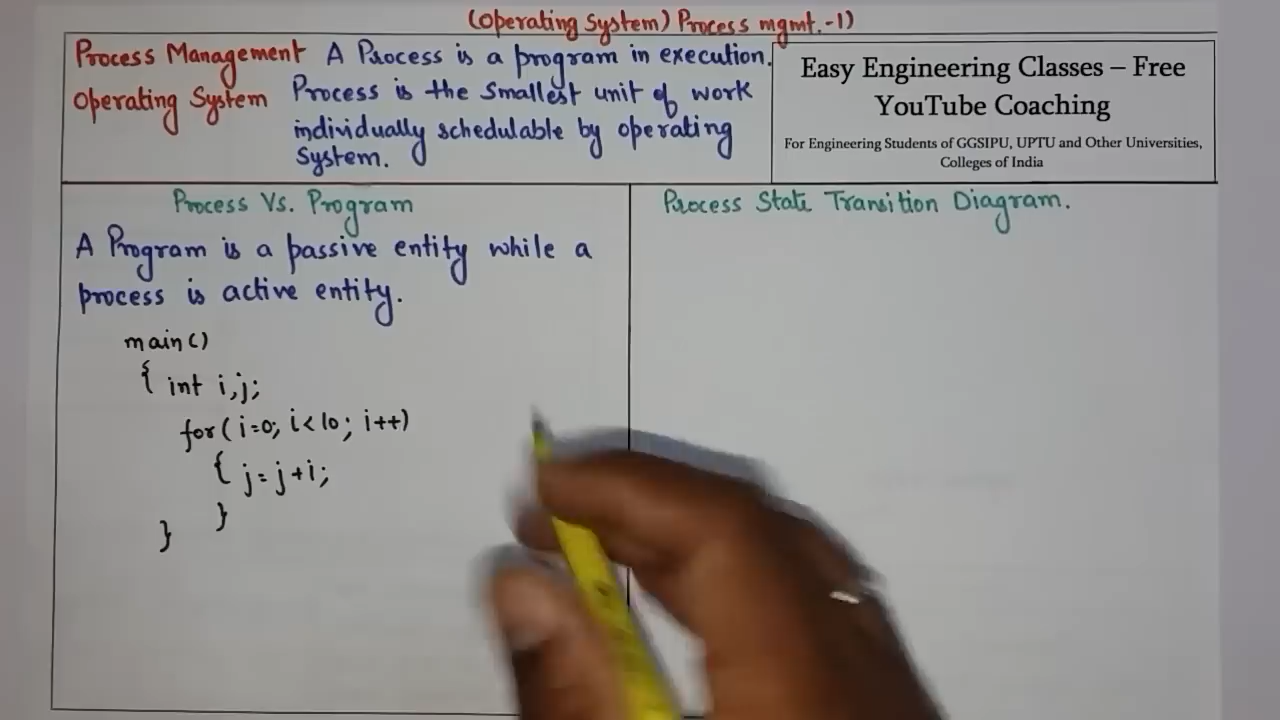 (Operating System) Process mgmt.-1)
Process Management A Process is a program in execution.
Operating System Process is the smallest unit of work
individually schedulable by operating
System.
Easy Engineering Classes – Free
YouTube Coaching
For Engineering Students of GGSIPU, UPTU and Other Universities,
Colleges of India
Process Vs. Program
A Program is a passive entity while a
process is active entity.
main()
{ int i,j;
for(i=0; i<10; i++)
{ j=j+i;
}
}
Process State Transition Diagram.